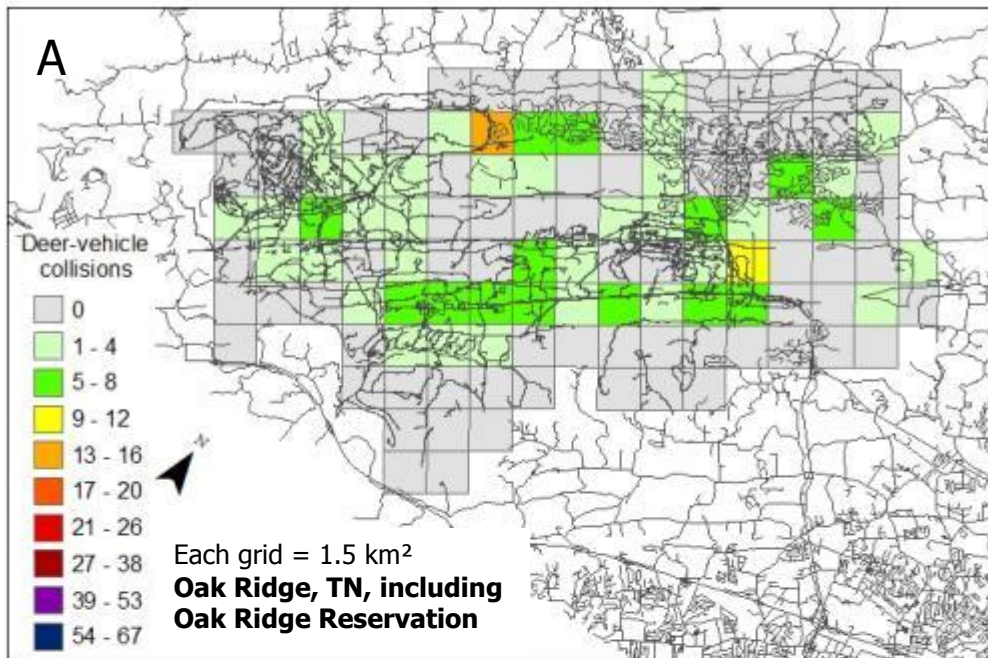 A
Deer-vehicle
collisions
0
1 - 4
5 - 8
9 - 12
13 - 16
17 - 20
21 - 26
27 - 38
39 - 53
54 - 67
N
Each grid = 1.5 km²
Oak Ridge, TN, including
Oak Ridge Reservation